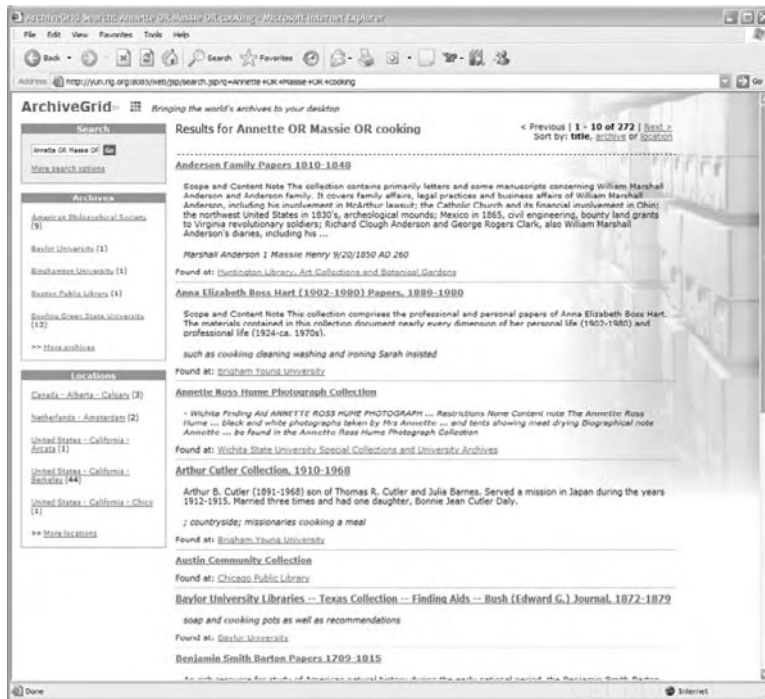 ArchiveGrid Search: Annette OR Massie OR cooking - Microsoft Internet Explorer
File Edit View Favorites Tools Help
Back Search Favorites
Address http://yun.rlg.org:8085/web/jsp/search.jsp?q=Annette+OR+Massie+OR+cooking Go
ArchiveGrid Bringing the world's archives to your desktop
Search
Annette OR Massie OR Go
More search options
Archives
American Philosophical Society
(9)
Baylor University (1)
Binghamton University (1)
Boston Public Library (1)
Bowling Green State University
(12)
>> More archives
Locations
Canada - Alberta - Calgary (3)
Netherlands - Amsterdam (2)
United States - California -
Arcata (1)
United States - California -
Berkeley (44)
United States - California - Chico
(1)
>> More locations
Results for Annette OR Massie OR cooking
< Previous | 1 - 10 of 272 | Next >
Sort by: title, archive or location
Anderson Family Papers 1810-1848
Scope and Content Note The collection contains primarily letters and some manuscripts concerning William Marshall
Anderson and Anderson family. It covers family affairs, legal practices and business affairs of William Marshall
Anderson, including his involvement in McArthur lawsuit; the Catholic Church and its financial involvement in Ohio;
the northwest United States in 1830's, archeological mounds; Mexico in 1865, civil engineering, bounty land grants
to Virginia revolutionary soldiers; Richard Clough Anderson and George Rogers Clark, also William Marshall
Anderson's diaries, including his ...
Marshall Anderson 1 Massie Henry 9/20/1850 AD 260
Found at: Huntington Library, Art Collections and Botanical Gardens
Anna Elizabeth Boss Hart (1902-1980) Papers, 1889-1980
Scope and Content Note This collection comprises the professional and personal papers of Anna Elizabeth Boss Hart.
The materials contained in this collection document nearly every dimension of her personal life (1902-1980) and
professional life (1924-ca. 1970s).
such as cooking cleaning washing and ironing Sarah insisted
Found at: Brigham Young University
Annette Ross Hume Photograph Collection
- Wichita Finding Aid ANNETTE ROSS HUME PHOTOGRAPH ... Restrictions None Content note The Annette Ross
Hume ... black and white photographs taken by Mrs Annette ... and tents showing meat drying Biographical note
Annette ... be found in the Annette Ross Hume Photograph Collection
Found at: Wichita State University Special Collections and University Archives
Arthur Cutler Collection, 1910-1968
Arthur B. Cutler (1891-1968) son of Thomas R. Cutler and Julia Barnes. Served a mission in Japan during the years
1912-1915. Married three times and had one daughter, Bonnie Jean Cutler Daly.
; countryside; missionaries cooking a meal
Found at: Brigham Young University
Austin Community Collection
Found at: Chicago Public Library
Baylor University Libraries -- Texas Collection -- Finding Aids -- Bush (Edward G.) Journal, 1872-1879
soap and cooking pots as well as recommendations
Found at: Baylor University
Benjamin Smith Barton Papers 1789-1815
rich resource for study of American natural history during the early national period, the Benjamin Smith Barton
Done Internet